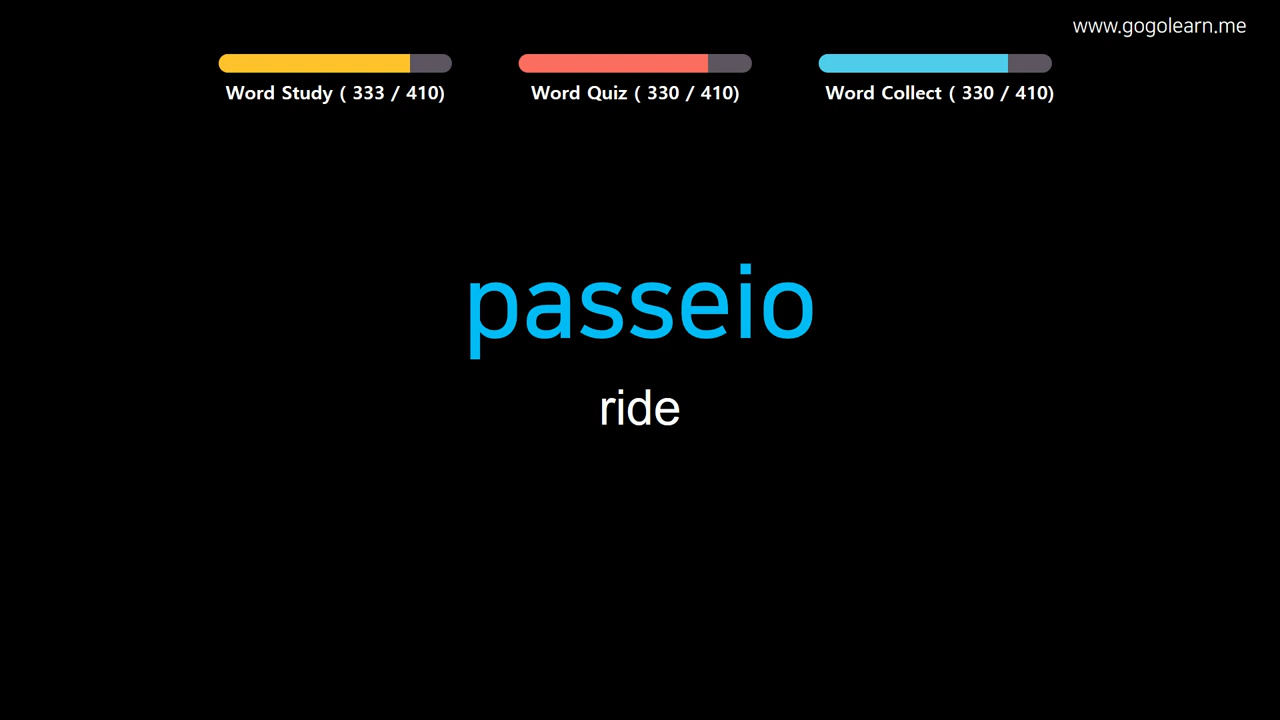 www.gogolearn.me
Word Study ( 333 / 410)
Word Quiz ( 330 / 410)
Word Collect ( 330 / 410)
passeio
ride